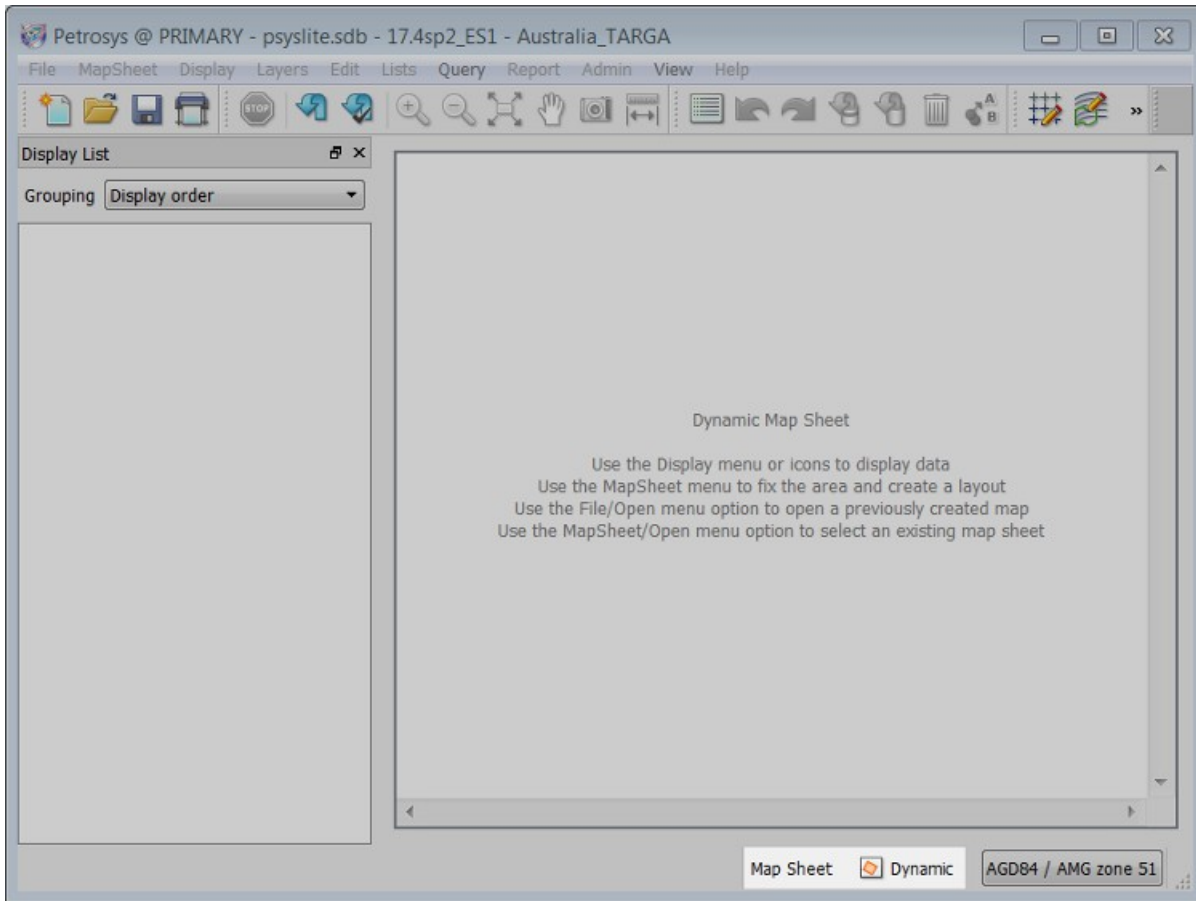 Petrosys @ PRIMARY - psyslite.sdb - 17.4sp2_ES1 - Australia_TARGA
File MapSheet Display Layers Edit Lists Query Report Admin View Help
STOP A B »
Display List
Grouping Display order
Dynamic Map Sheet
Use the Display menu or icons to display data
Use the MapSheet menu to fix the area and create a layout
Use the File/Open menu option to open a previously created map
Use the MapSheet/Open menu option to select an existing map sheet
Map Sheet Dynamic AGD84 / AMG zone 51